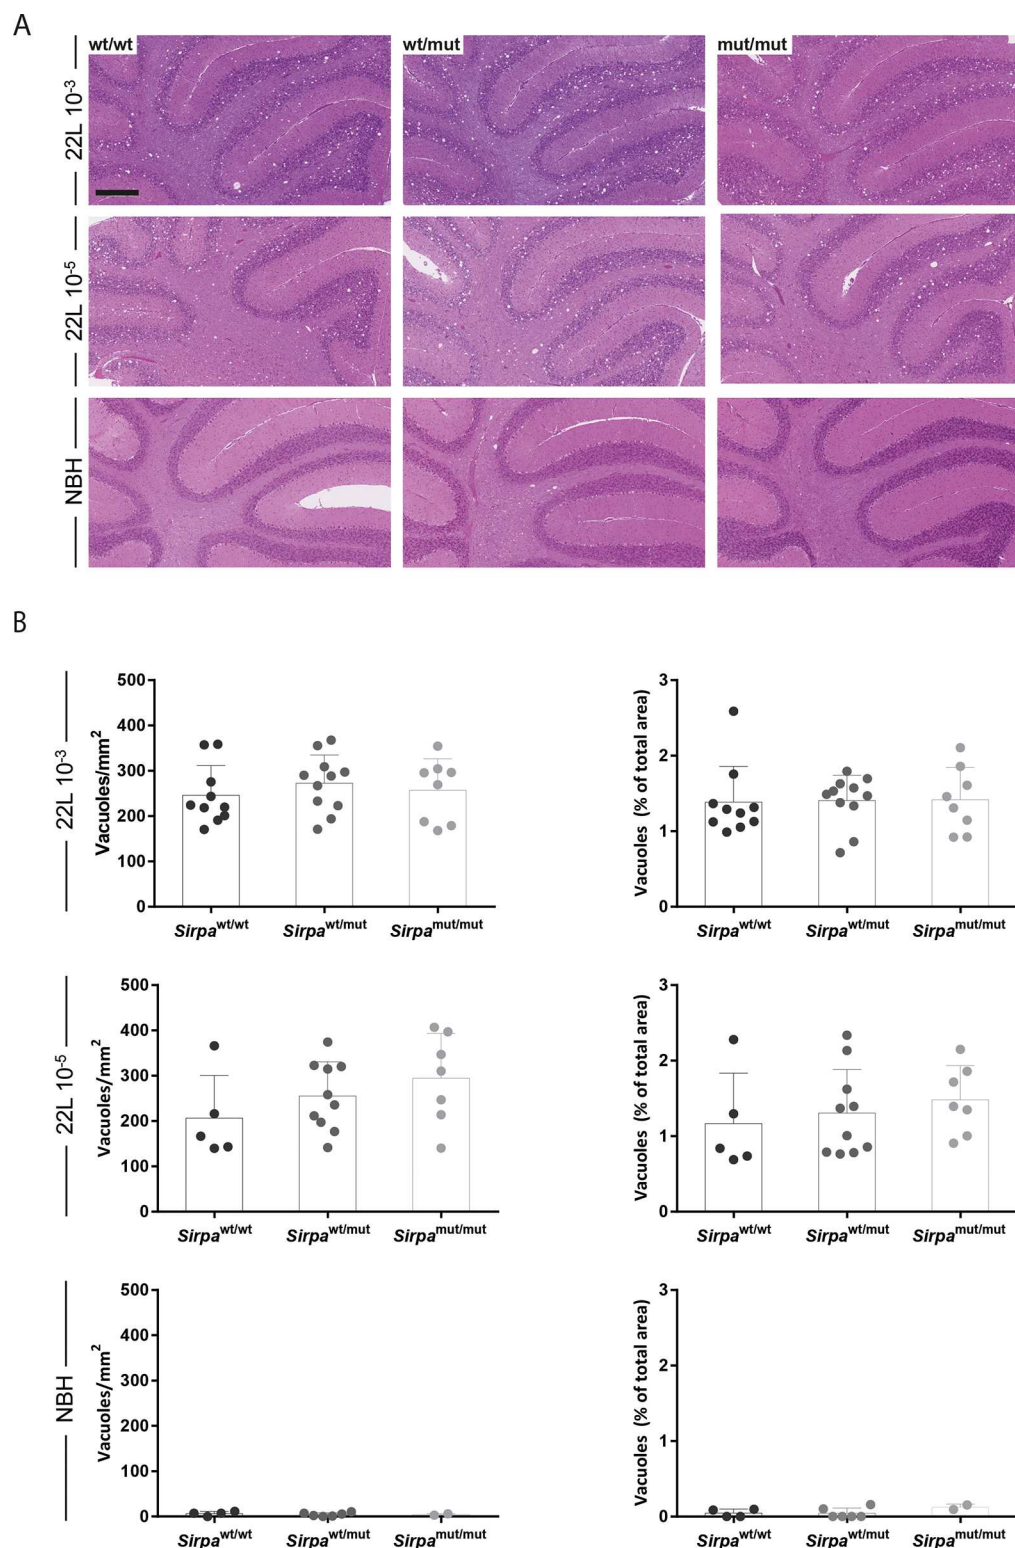 A
wt/wt
wt/mut
mut/mut
22L 10-3
22L 10-5
NBH
B
22L 10-3
Vacuoles/mm2
500
400
300
200
100
0
Sirpawt/wt
Sirpawt/mut
Sirpamut/mut
Vacuoles (% of total area)
3
2
1
0
Sirpawt/wt
Sirpawt/mut
Sirpamut/mut
22L 10-5
Vacuoles/mm2
500
400
300
200
100
0
Sirpawt/wt
Sirpawt/mut
Sirpamut/mut
Vacuoles (% of total area)
3
2
1
0
Sirpawt/wt
Sirpawt/mut
Sirpamut/mut
NBH
Vacuoles/mm2
500
400
300
200
100
0
Sirpawt/wt
Sirpawt/mut
Sirpamut/mut
Vacuoles (% of total area)
3
2
1
0
Sirpawt/wt
Sirpawt/mut
Sirpamut/mut